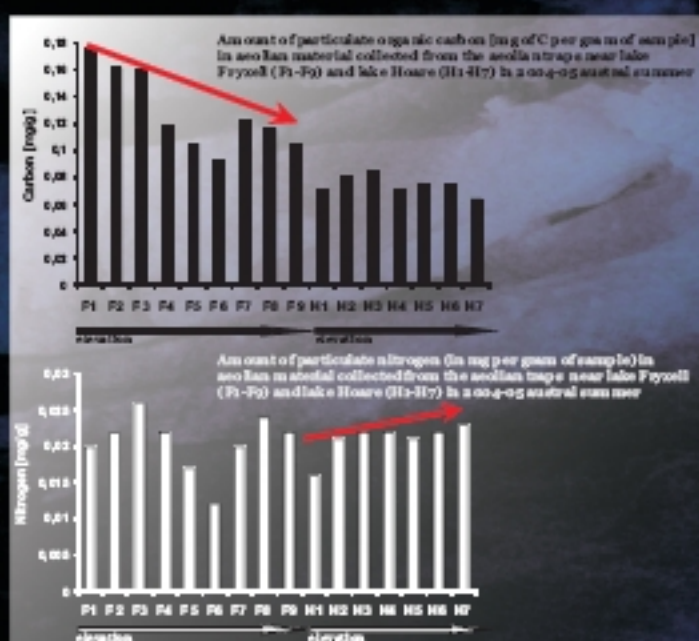 Amount of particulate organic carbon [mg of C per gram of sample]
in aeolian material collected from the aeolian traps near lake
Fryxell (F1-F9) and lake Hoare (H1-H7) in 2004-05 austral summer
Carbon [mg/g]
0,18
0,16
0,14
0,12
0,1
0,08
0,06
0,04
0,02
0
F1 F2 F3 F4 F5 F6 F7 F8 F9 H1 H2 H3 H4 H5 H6 H7
elevation elevation
Amount of particulate nitrogen (in mg per gram of sample) in
aeolian material collected from the aeolian traps near lake Fryxell
(F1-F9) and lake Hoare (H1-H7) in 2004-05 austral summer
Nitrogen [mg/g]
0,03
0,025
0,02
0,015
0,01
0,005
0
F1 F2 F3 F4 F5 F6 F7 F8 F9 H1 H2 H3 H4 H5 H6 H7
elevation elevation